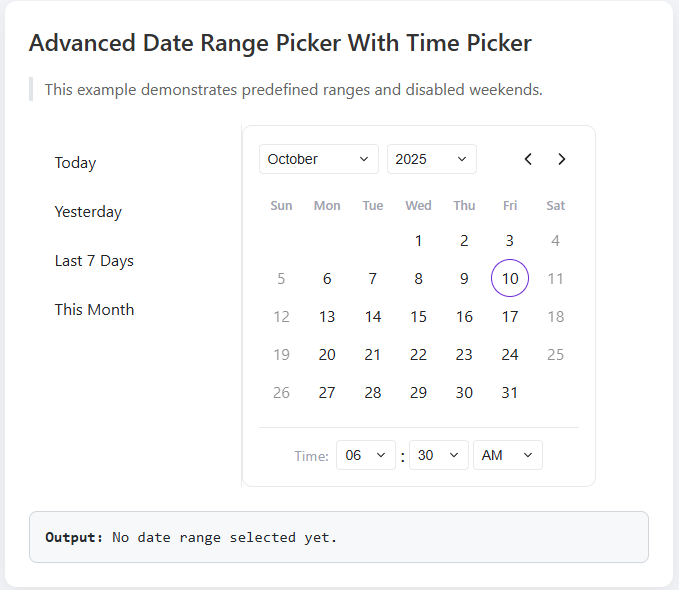 Advanced Date Range Picker With Time Picker
This example demonstrates predefined ranges and disabled weekends.
Today
Yesterday
Last 7 Days
This Month
October 2025
Sun Mon Tue Wed Thu Fri Sat
1 2 3 4
5 6 7 8 9 10 11
12 13 14 15 16 17 18
19 20 21 22 23 24 25
26 27 28 29 30 31
Time: 06 : 30 AM
Output: No date range selected yet.